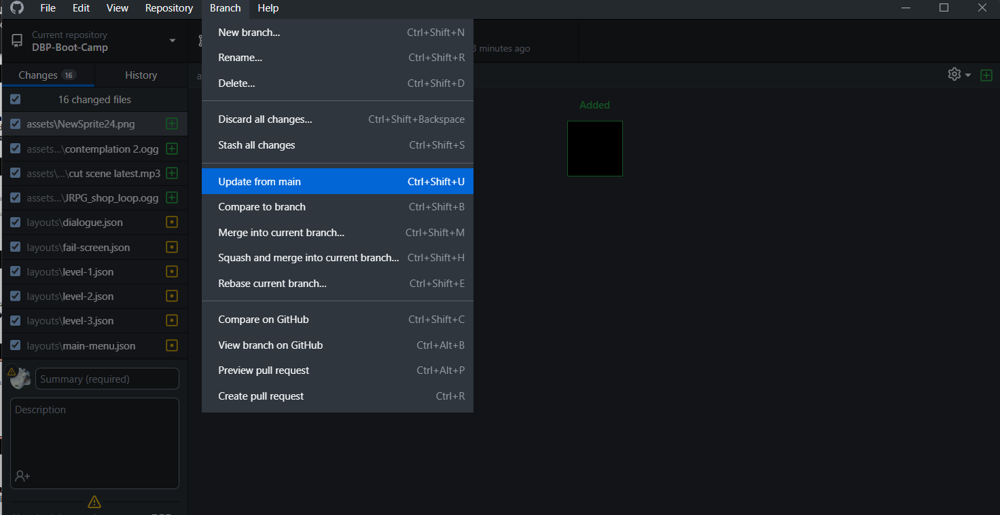 File Edit View Repository Branch Help
Current repository
DBP-Boot-Camp
3 minutes ago
Changes 16 History
16 changed files
assets\NewSprite24.png
assets...\contemplation 2.ogg
assets\...\cut scene latest.mp3
assets...\JRPG_shop_loop.ogg
layouts\dialogue.json
layouts\fail-screen.json
layouts\level-1.json
layouts\level-2.json
layouts\level-3.json
layouts\main-menu.json
Summary (required)
Description
New branch... Ctrl+Shift+N
Rename... Ctrl+Shift+R
Delete... Ctrl+Shift+D
Discard all changes... Ctrl+Shift+Backspace
Stash all changes Ctrl+Shift+S
Update from main Ctrl+Shift+U
Compare to branch Ctrl+Shift+B
Merge into current branch... Ctrl+Shift+M
Squash and merge into current branch... Ctrl+Shift+H
Rebase current branch... Ctrl+Shift+E
Compare on GitHub Ctrl+Shift+C
View branch on GitHub Ctrl+Alt+B
Preview pull request Ctrl+Alt+P
Create pull request Ctrl+R
Added